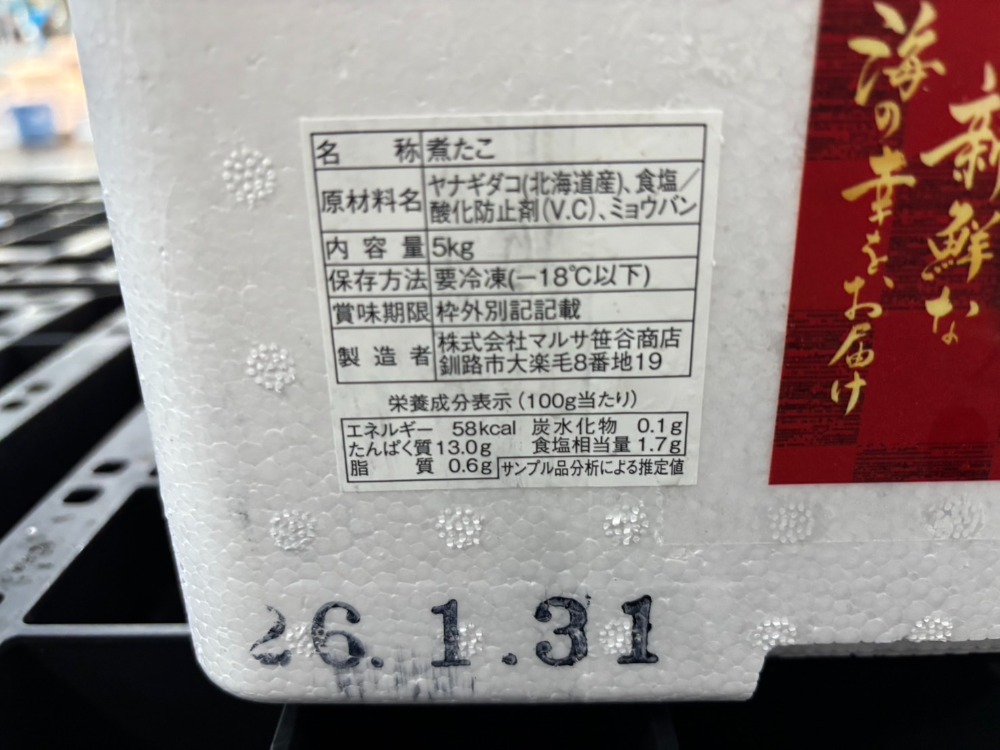 名称 煮たこ
原材料名 ヤナギダコ(北海道産)、食塩／
酸化防止剤(V.C)、ミョウバン
内容量 5kg
保存方法 要冷凍(－18℃以下)
賞味期限 枠外別記記載
製造者 株式会社マルサ笹谷商店
釧路市大楽毛8番地19
栄養成分表示(100g当たり)
エネルギー 58kcal 炭水化物 0.1g
たんぱく質 13.0g 食塩相当量 1.7g
脂質 0.6g サンプル品分析による推定値
26.1.31
新鮮な
海の幸を、お届け